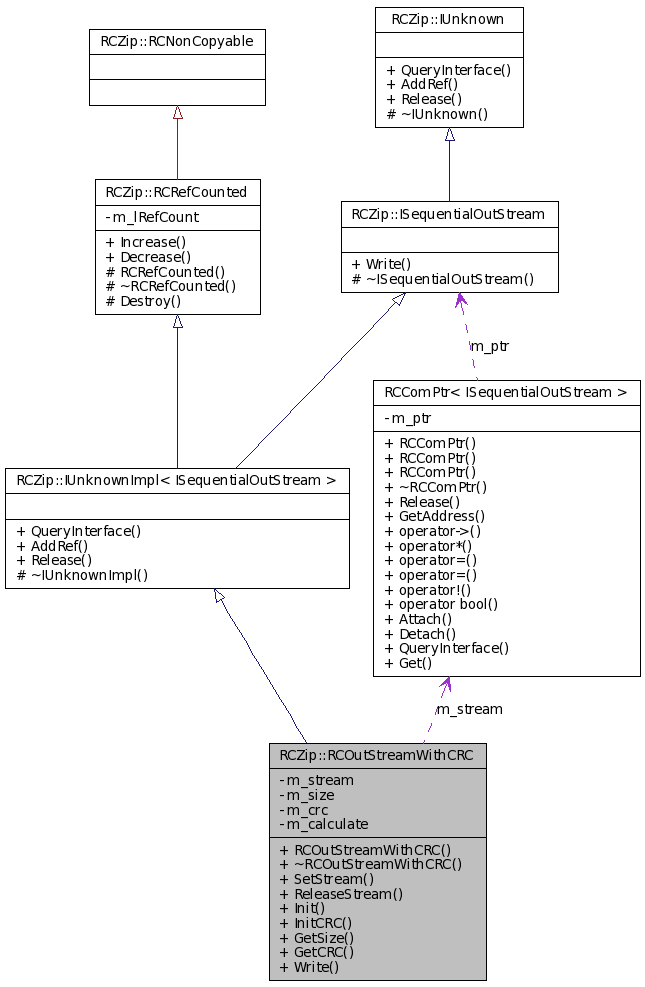 RCZip::IUnknown
+ QueryInterface()
+ AddRef()
+ Release()
# ~IUnknown()
RCZip::RCNonCopyable
RCZip::RCRefCounted
- m_lRefCount
+ Increase()
+ Decrease()
# RCRefCounted()
# ~RCRefCounted()
# Destroy()
RCZip::ISequentialOutStream
+ Write()
# ~ISequentialOutStream()
m_ptr
RCComPtr< ISequentialOutStream >
- m_ptr
+ RCComPtr()
+ RCComPtr()
+ RCComPtr()
+ ~RCComPtr()
+ Release()
+ GetAddress()
+ operator->()
+ operator*()
+ operator=()
+ operator=()
+ operator!()
+ operator bool()
+ Attach()
+ Detach()
+ QueryInterface()
+ Get()
RCZip::IUnknownImpl< ISequentialOutStream >
+ QueryInterface()
+ AddRef()
+ Release()
# ~IUnknownImpl()
m_stream
RCZip::RCOutStreamWithCRC
- m_stream
- m_size
- m_crc
- m_calculate
+ RCOutStreamWithCRC()
+ ~RCOutStreamWithCRC()
+ SetStream()
+ ReleaseStream()
+ Init()
+ InitCRC()
+ GetSize()
+ GetCRC()
+ Write()